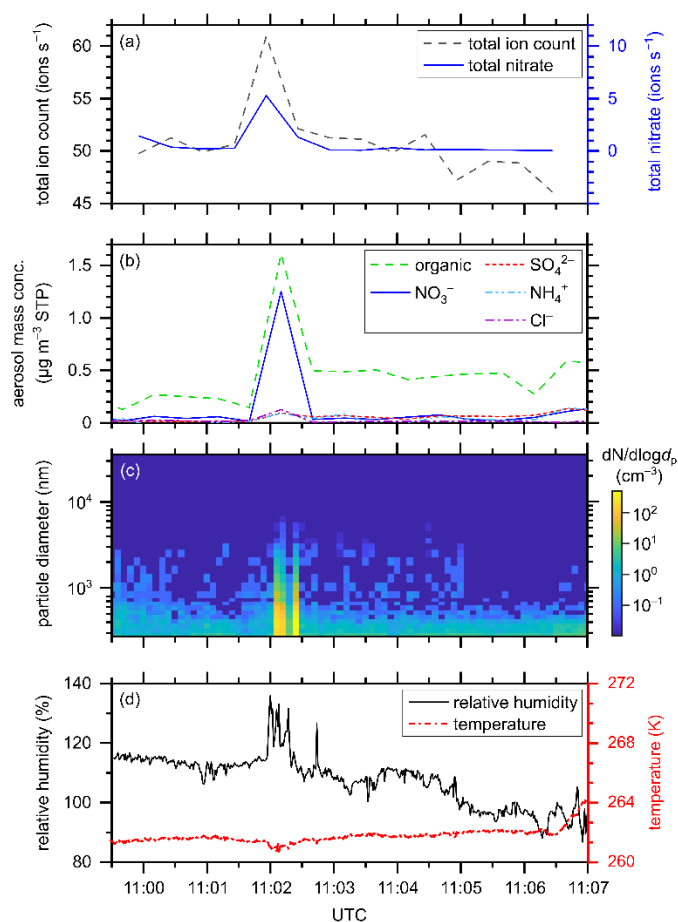 (a)
total ion count
total nitrate
total ion count (ions s⁻¹)
60
55
50
45
total nitrate (ions s⁻¹)
10
5
0
(b)
organic
NO₃⁻
SO₄²⁻
NH₄⁺
Cl⁻
aerosol mass conc.
(µg m⁻³ STP)
1.5
1.0
0.5
0
(c)
particle diameter (nm)
10⁴
10³
dN/dlogdₚ
(cm⁻³)
10²
10¹
10⁰
10⁻¹
(d)
relative humidity
temperature
relative humidity (%)
140
120
100
80
temperature (K)
272
268
266
264
262
260
11:00 11:01 11:02 11:03 11:04 11:05 11:06 11:07
UTC